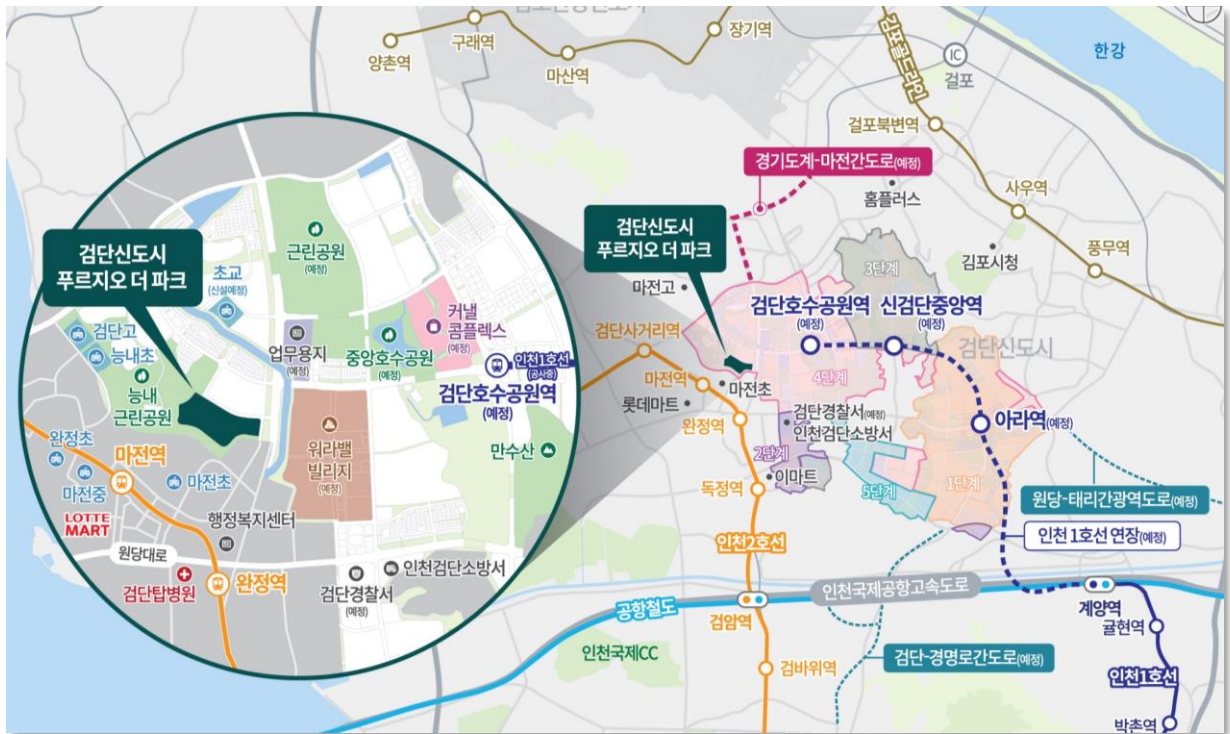 구래역
장기역
양촌역
마산역
김포골드라인
IC
걸포
한강
걸포북변역
경기도계-마전간도로(예정)
홈플러스
사우역
풍무역
김포시청
검단신도시
푸르지오 더 파크
마전고
3단계
검단호수공원역
(예정)
신검단중앙역
(예정)
검단신도시
검단사거리역
마전역
마전초
4단계
롯데마트
완정역
검단경찰서(예정)
인천검단소방서
아라역(예정)
2단계
이마트
독정역
5단계
1단계
원당-태리간광역도로(예정)
인천2호선
인천 1호선 연장(예정)
인천국제공항고속도로
공항철도
검암역
계양역
귤현역
인천국제CC
검바위역
검단-경명로간도로(예정)
인천1호선
박촌역
검단신도시
푸르지오 더 파크
근린공원
(예정)
초교
(신설예정)
검단고
능내초
능내
근린공원
업무용지
(예정)
중앙호수공원
(예정)
커낼
콤플렉스
(예정)
인천1호선
(공사중)
검단호수공원역
(예정)
워라밸
빌리지
(예정)
만수산
완정초
마전역
마전중
마전초
LOTTE
MART
행정복지센터
원당대로
검단탑병원
완정역
검단경찰서
(예정)
인천검단소방서